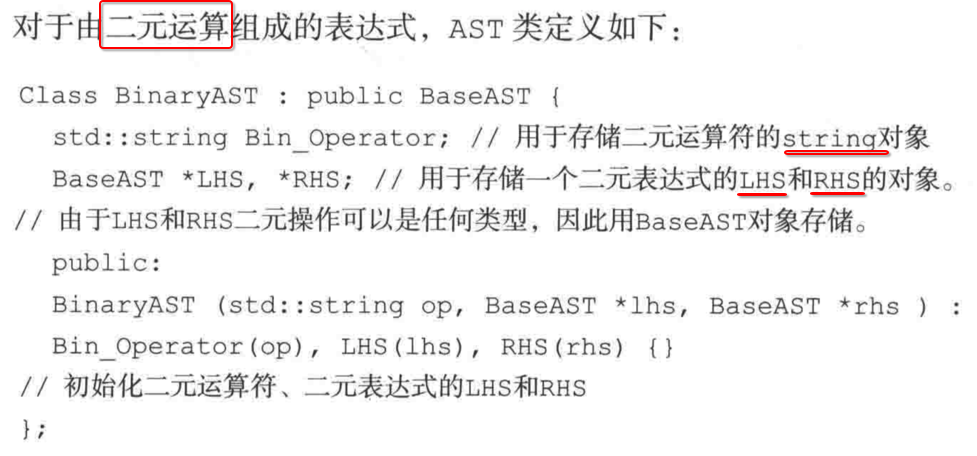 对于由二元运算组成的表达式，AST 类定义如下：
Class BinaryAST : public BaseAST {
std::string Bin_Operator; // 用于存储二元运算符的string对象
BaseAST *LHS, *RHS; // 用于存储一个二元表达式的LHS和RHS的对象。
// 由于LHS和RHS二元操作可以是任何类型，因此用BaseAST对象存储。
public:
BinaryAST (std::string op, BaseAST *lhs, BaseAST *rhs ) :
Bin_Operator(op), LHS(lhs), RHS(rhs) {}
// 初始化二元运算符、二元表达式的LHS和RHS
};